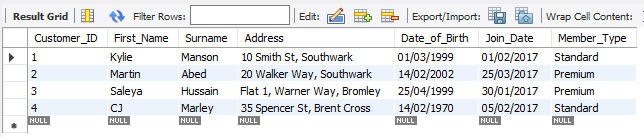 Result Grid Filter Rows: Edit: Export/Import: Wrap Cell Content:
Customer_ID First_Name Surname Address Date_of_Birth Join_Date Member_Type
1 Kylie Manson 10 Smith St, Southwark 01/03/1999 01/02/2017 Standard
2 Martin Abed 20 Walker Way, Southwark 14/02/2002 25/03/2017 Premium
3 Saleya Hussain Flat 1, Warner Way, Bromley 25/04/1999 30/01/2017 Premium
4 CJ Marley 35 Spencer St, Brent Cross 14/02/1970 05/02/2017 Standard
NULL NULL NULL NULL NULL NULL NULL